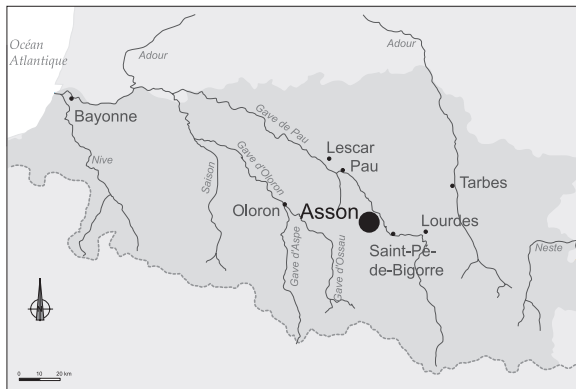 Océan
Atlantique
Adour
Adour
Bayonne
Nive
Gave de Pau
Lescar
Pau
Saison
Gave d'Oloron
Oloron
Asson
Tarbes
Lourdes
Saint-Pé-
de-Bigorre
Gave d'Aspe
Gave d'Ossau
Neste
0 10 20 km